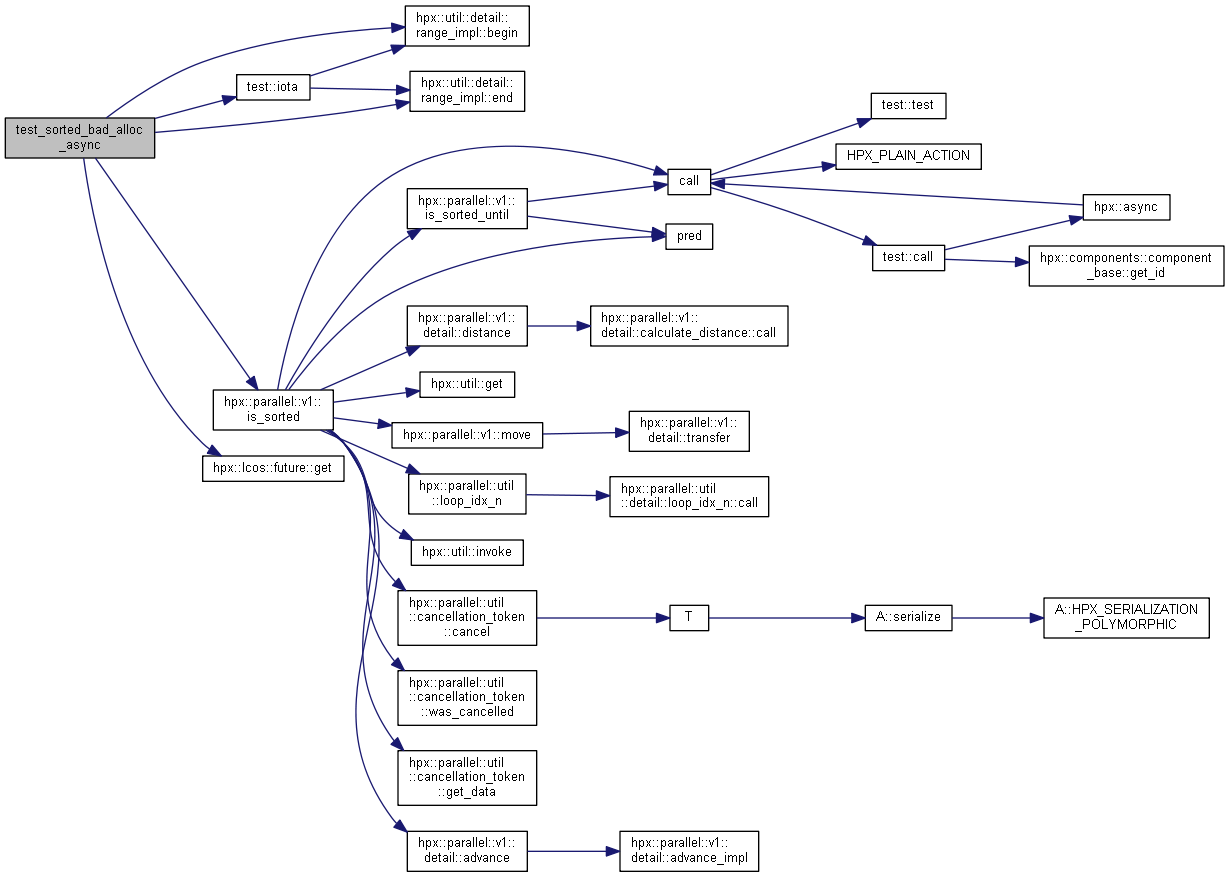 hpx::util::detail::
range_impl::begin
test::iota
hpx::util::detail::
range_impl::end
test_sorted_bad_alloc
_async
test::test
HPX_PLAIN_ACTION
call
hpx::parallel::v1::
is_sorted_until
hpx::async
pred
test::call
hpx::components::component
_base::get_id
hpx::parallel::v1::
detail::distance
hpx::parallel::v1::
detail::calculate_distance::call
hpx::util::get
hpx::parallel::v1::
is_sorted
hpx::parallel::v1::move
hpx::parallel::v1::
detail::transfer
hpx::lcos::future::get
hpx::parallel::util
::loop_idx_n
hpx::parallel::util
::detail::loop_idx_n::call
hpx::util::invoke
hpx::parallel::util
::cancellation_token
::cancel
T
A::serialize
A::HPX_SERIALIZATION
_POLYMORPHIC
hpx::parallel::util
::cancellation_token
::was_cancelled
hpx::parallel::util
::cancellation_token
::get_data
hpx::parallel::v1::
detail::advance
hpx::parallel::v1::
detail::advance_impl